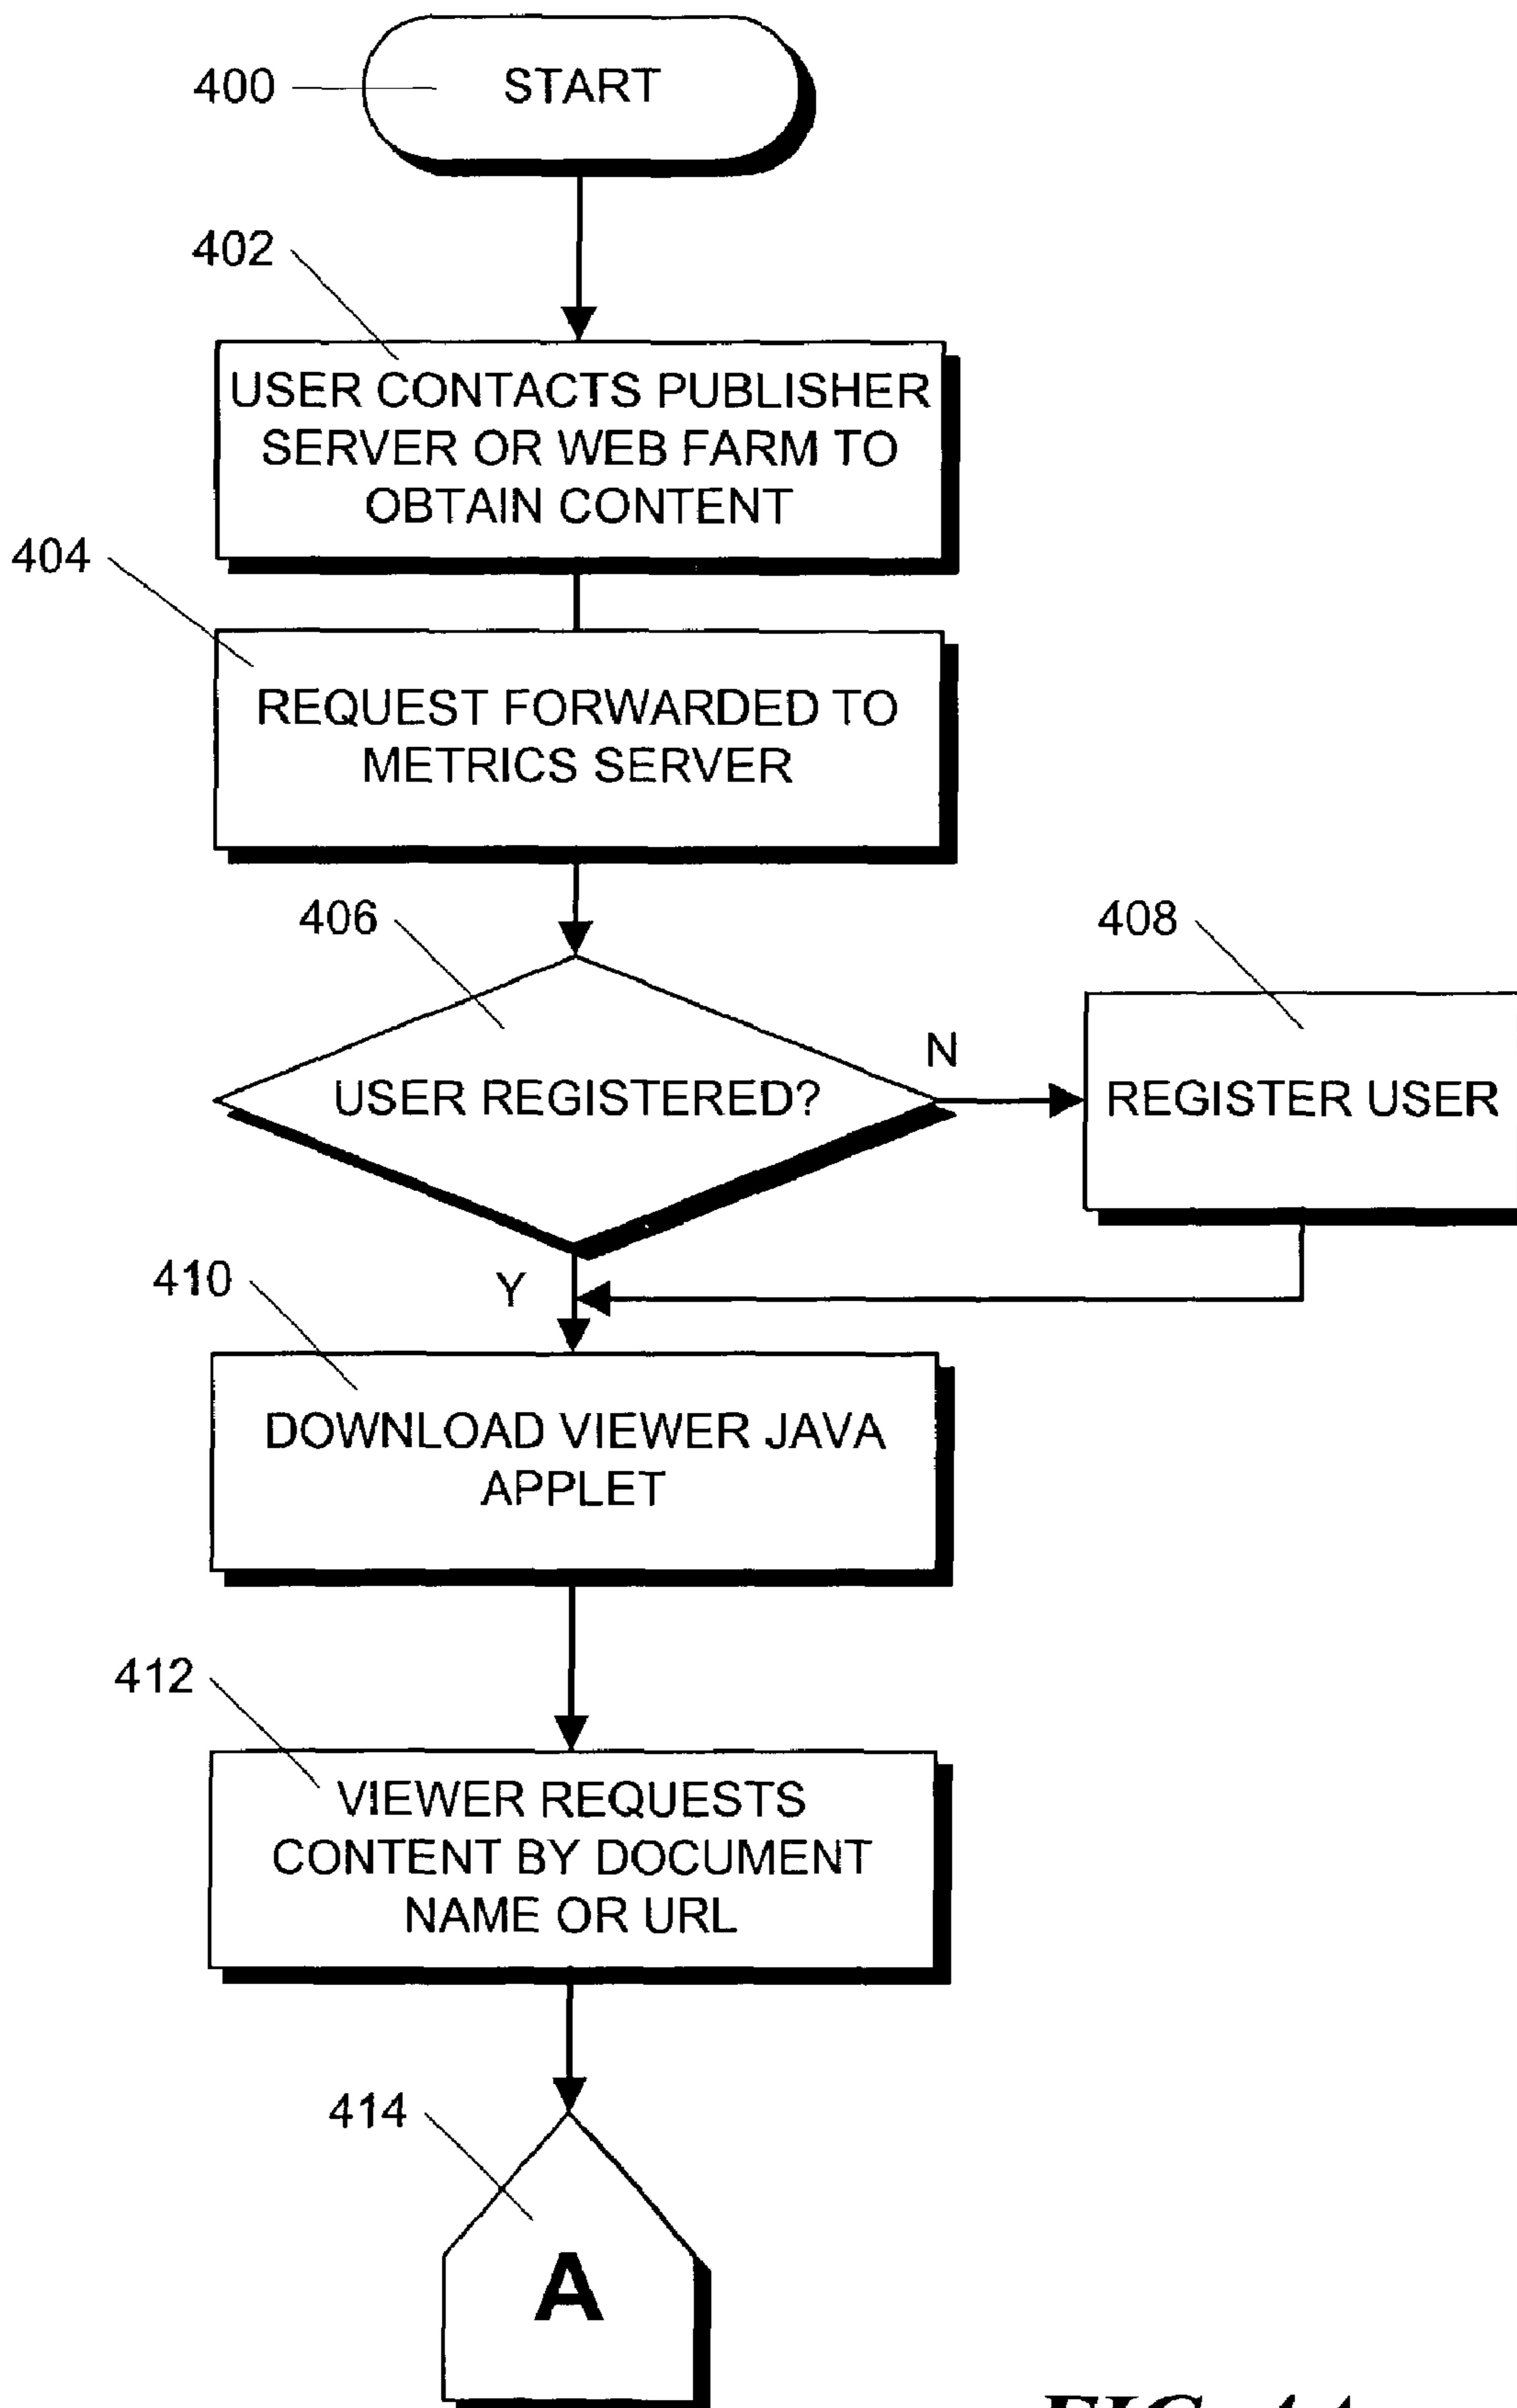 400
START
402
USER CONTACTS PUBLISHER
SERVER OR WEB FARM TO
OBTAIN CONTENT
404
REQUEST FORWARDED TO
METRICS SERVER
406
408
N
USER REGISTERED?
REGISTER USER
410
Y
DOWNLOAD VIEWER JAVA
APPLET
412
VIEWER REQUESTS
CONTENT BY DOCUMENT
NAME OR URL
414
A